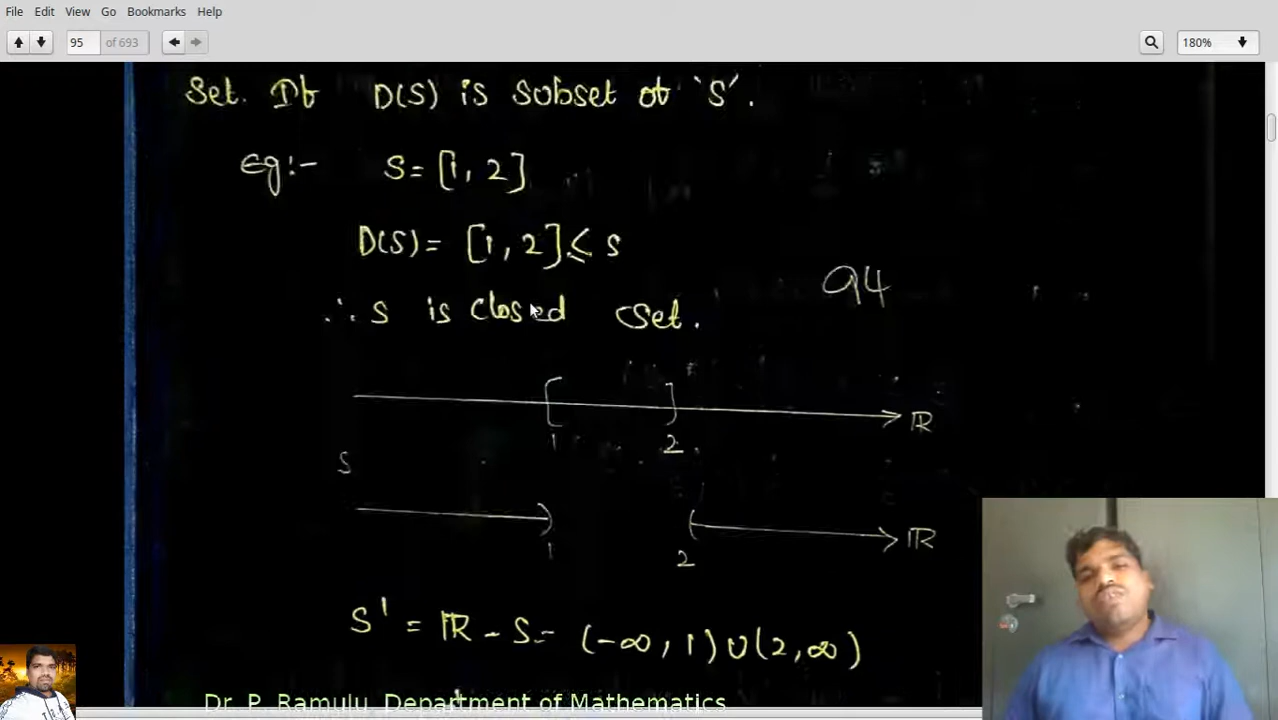 File Edit View Go Bookmarks Help
95 of 693 180%
Set. If D(S) is subset of 'S'.
Eg:- S = [1, 2]
D(S) = [1, 2] ⊆ S
∴ S is closed set.
94
1 2 ℝ
S
1 2 ℝ
S' = ℝ - S = (-∞, 1) ∪ (2, ∞)
Dr. P. Ramulu, Department of Mathematics